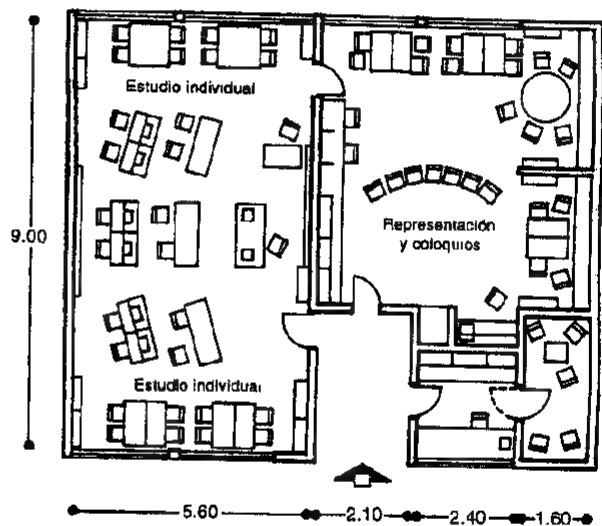 Estudio individual
9.00
Representación
y coloquios
Estudio individual
5.60
2.10
2.40
1.60